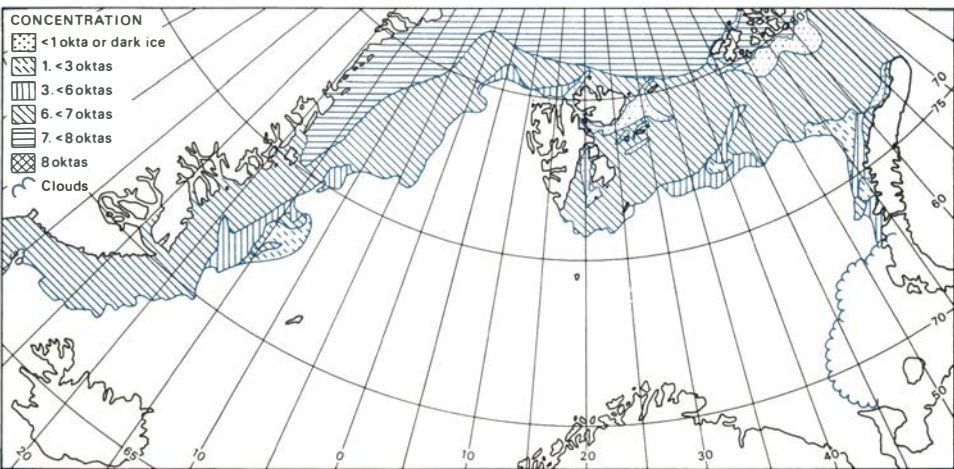 CONCENTRATION
<1 okta or dark ice
1. <3 oktas
3. <6 oktas
6. <7 oktas
7. <8 oktas
8 oktas
Clouds
80
70
75
60
70
50
20
65
10
0
10
20
30
40